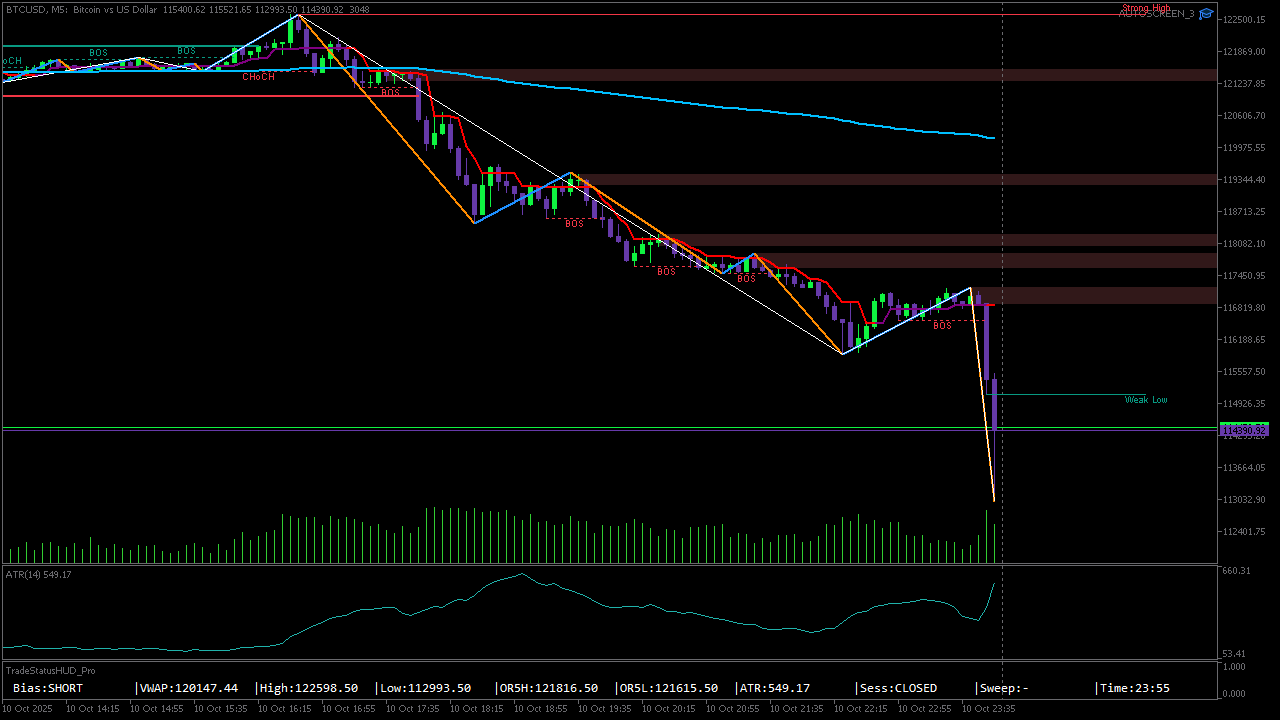 BTCUSD, M5: Bitcoin vs US Dollar 115400.62 115521.65 112993.50 114390.92 3048
Strong High
AUTOSCREEN_3
122500.15
121869.00
121237.85
120606.70
119975.55
119344.40
118713.25
118082.10
117450.95
116819.80
116188.65
115557.50
114926.35
114390.92
113664.05
113032.90
112401.75
oCH
BOS
BOS
CHoCH
BOS
BOS
BOS
BOS
BOS
Weak Low
ATR(14) 549.17
660.31
53.41
TradeStatusHUD_Pro
1.000
0.000
Bias:SHORT |VWAP:120147.44 |High:122598.50 |Low:112993.50 |OR5H:121816.50 |OR5L:121615.50 |ATR:549.17 |Sess:CLOSED |Sweep:- |Time:23:55
10 Oct 2025 10 Oct 14:15 10 Oct 14:55 10 Oct 15:35 10 Oct 16:15 10 Oct 16:55 10 Oct 17:35 10 Oct 18:15 10 Oct 18:55 10 Oct 19:35 10 Oct 20:15 10 Oct 20:55 10 Oct 21:35 10 Oct 22:15 10 Oct 22:55 10 Oct 23:35